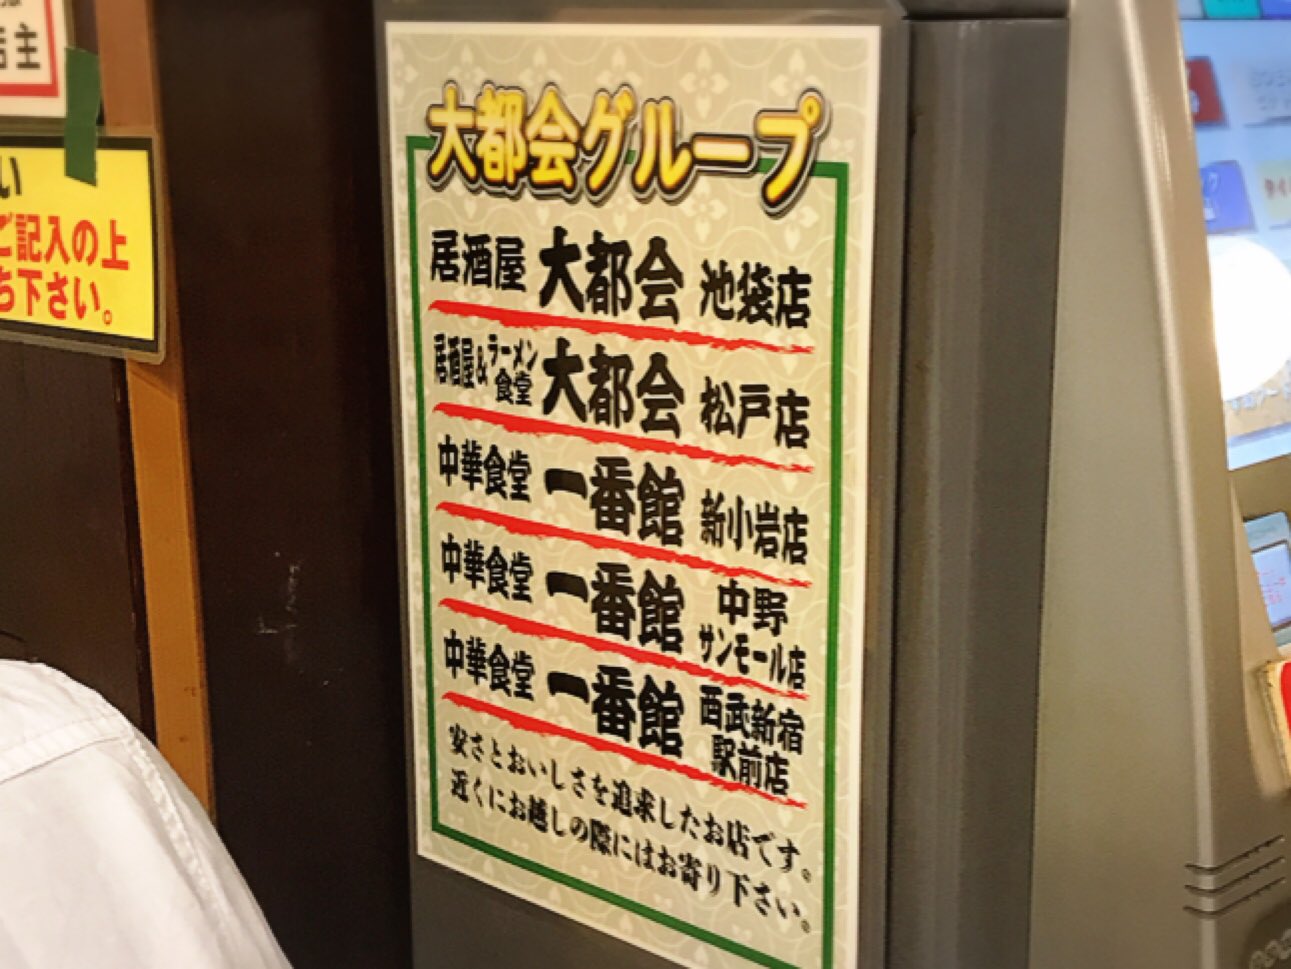 店主
い
ご記入の上
ち下さい。
大都会グループ
居酒屋 大都会 池袋店
居酒屋&ラーメン食堂 大都会 松戸店
中華食堂 一番館 新小岩店
中華食堂 一番館 中野サンモール店
中華食堂 一番館 西武新宿駅前店
安さとおいしさを追求したお店です。
近くにお越しの際にはお寄り下さい。